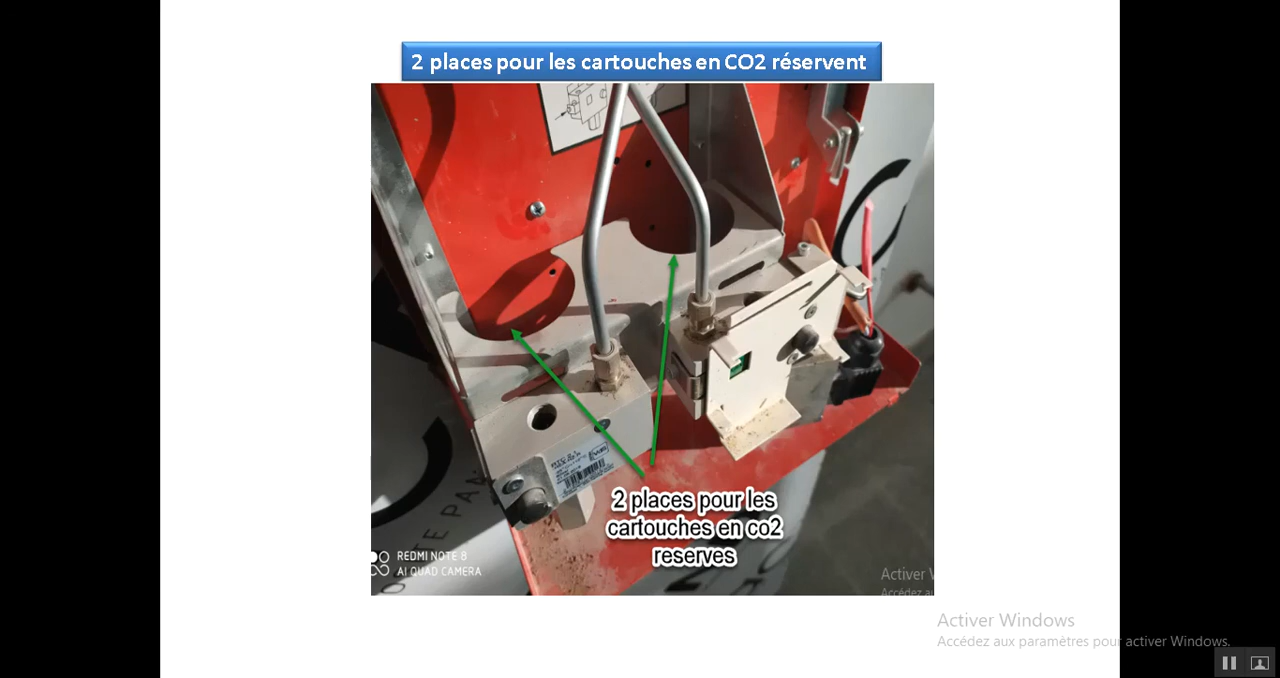 2 places pour les cartouches en CO2 réservent
2 places pour les
cartouches en co2
reserves
REDMI NOTE 8
AI QUAD CAMERA
Activer
Activer Windows
Accédez aux paramètres pour activer Windows.